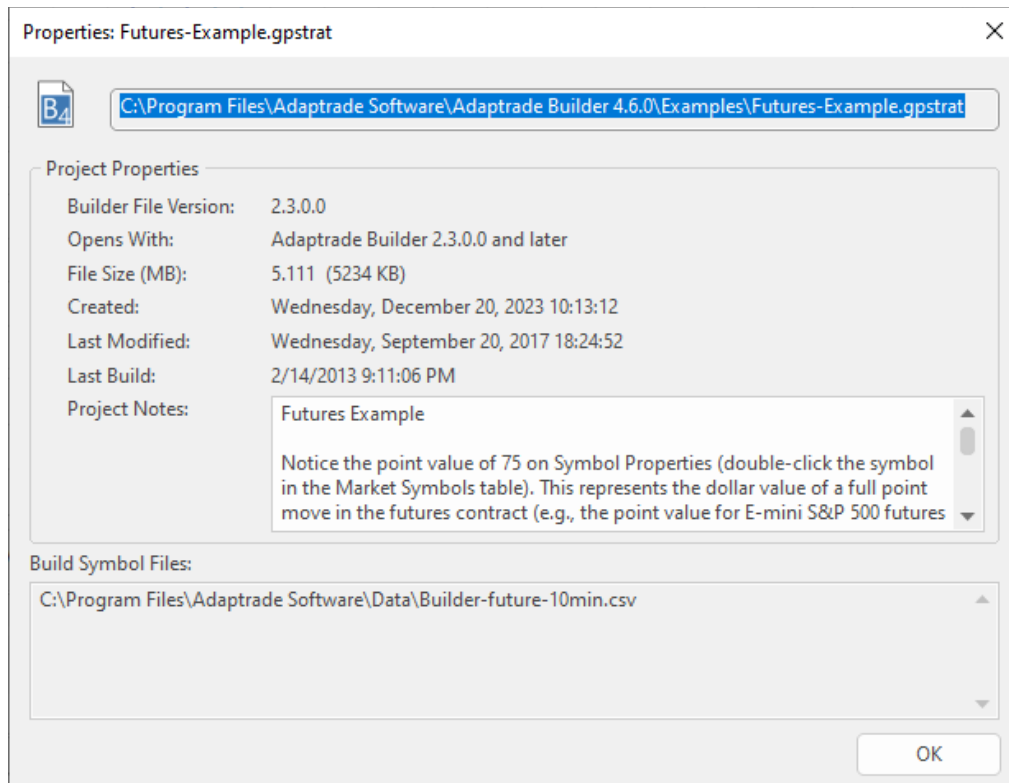 Properties: Futures-Example.gpstrat
B4
C:\Program Files\Adaptrade Software\Adaptrade Builder 4.6.0\Examples\Futures-Example.gpstrat
Project Properties
Builder File Version: 2.3.0.0
Opens With: Adaptrade Builder 2.3.0.0 and later
File Size (MB): 5.111 (5234 KB)
Created: Wednesday, December 20, 2023 10:13:12
Last Modified: Wednesday, September 20, 2017 18:24:52
Last Build: 2/14/2013 9:11:06 PM
Project Notes: Futures Example
Notice the point value of 75 on Symbol Properties (double-click the symbol
in the Market Symbols table). This represents the dollar value of a full point
move in the futures contract (e.g., the point value for E-mini S&P 500 futures
Build Symbol Files:
C:\Program Files\Adaptrade Software\Data\Builder-future-10min.csv
OK